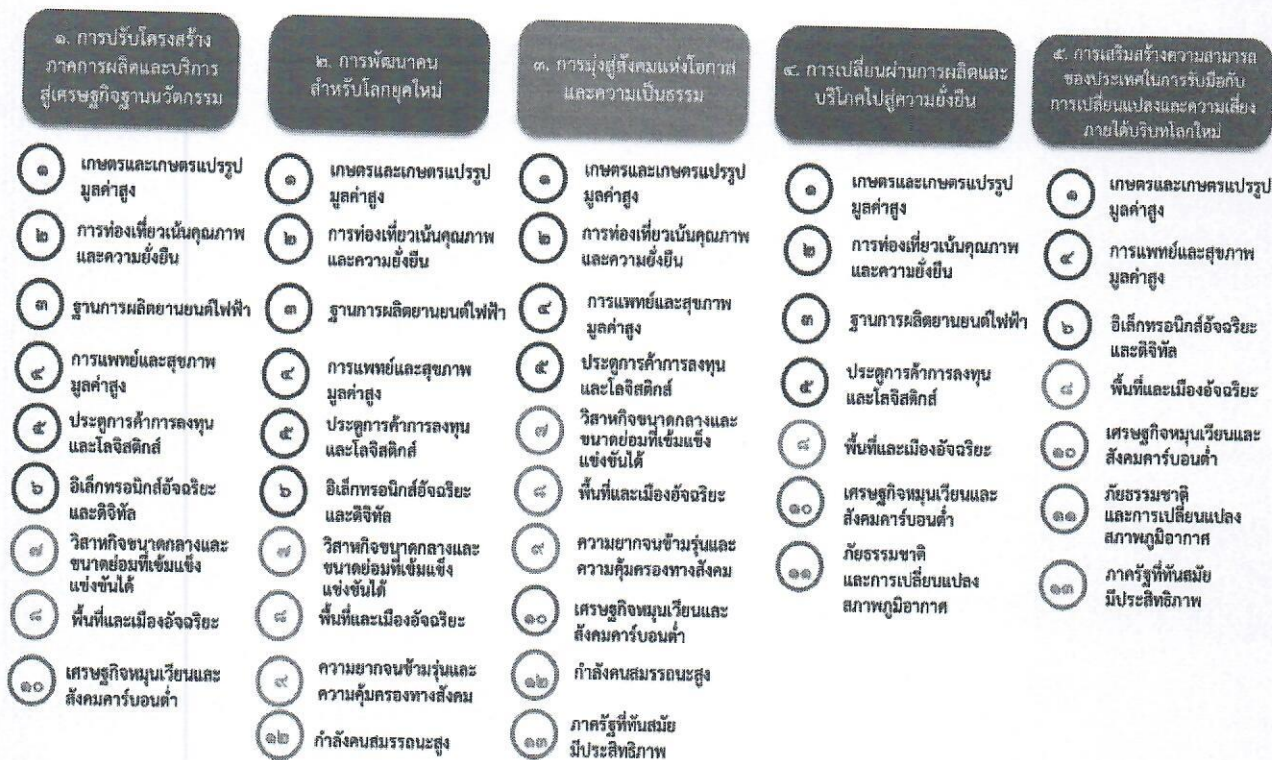 ๑. การปรับโครงสร้าง
ภาคการผลิตและบริการ
สู่เศรษฐกิจฐานนวัตกรรม
๑ เกษตรและเกษตรแปรรูป
มูลค่าสูง
๒ การท่องเที่ยวเน้นคุณภาพ
และความยั่งยืน
๓ ฐานการผลิตยานยนต์ไฟฟ้า
๔ การแพทย์และสุขภาพ
มูลค่าสูง
๕ ประตูการค้าการลงทุน
และโลจิสติกส์
๖ อิเล็กทรอนิกส์อัจฉริยะ
และดิจิทัล
๗ วิสาหกิจขนาดกลางและ
ขนาดย่อมที่เข้มแข็ง
แข่งขันได้
๘ พื้นที่และเมืองอัจฉริยะ
๑๐ เศรษฐกิจหมุนเวียนและ
สังคมคาร์บอนต่ำ
๒. การพัฒนาคน
สำหรับโลกยุคใหม่
๑ เกษตรและเกษตรแปรรูป
มูลค่าสูง
๒ การท่องเที่ยวเน้นคุณภาพ
และความยั่งยืน
๓ ฐานการผลิตยานยนต์ไฟฟ้า
๔ การแพทย์และสุขภาพ
มูลค่าสูง
๕ ประตูการค้าการลงทุน
และโลจิสติกส์
๖ อิเล็กทรอนิกส์อัจฉริยะ
และดิจิทัล
๗ วิสาหกิจขนาดกลางและ
ขนาดย่อมที่เข้มแข็ง
แข่งขันได้
๘ พื้นที่และเมืองอัจฉริยะ
๙ ความยากจนข้ามรุ่นและ
ความคุ้มครองทางสังคม
๑๒ กำลังคนสมรรถนะสูง
๓. การมุ่งสู่สังคมแห่งโอกาส
และความเป็นธรรม
๑ เกษตรและเกษตรแปรรูป
มูลค่าสูง
๒ การท่องเที่ยวเน้นคุณภาพ
และความยั่งยืน
๔ การแพทย์และสุขภาพ
มูลค่าสูง
๕ ประตูการค้าการลงทุน
และโลจิสติกส์
๗ วิสาหกิจขนาดกลางและ
ขนาดย่อมที่เข้มแข็ง
แข่งขันได้
๘ พื้นที่และเมืองอัจฉริยะ
๙ ความยากจนข้ามรุ่นและ
ความคุ้มครองทางสังคม
๑๐ เศรษฐกิจหมุนเวียนและ
สังคมคาร์บอนต่ำ
๑๒ กำลังคนสมรรถนะสูง
๑๓ ภาครัฐที่ทันสมัย
มีประสิทธิภาพ
๔. การเปลี่ยนผ่านการผลิตและ
บริโภคไปสู่ความยั่งยืน
๑ เกษตรและเกษตรแปรรูป
มูลค่าสูง
๒ การท่องเที่ยวเน้นคุณภาพ
และความยั่งยืน
๓ ฐานการผลิตยานยนต์ไฟฟ้า
๕ ประตูการค้าการลงทุน
และโลจิสติกส์
๘ พื้นที่และเมืองอัจฉริยะ
๑๐ เศรษฐกิจหมุนเวียนและ
สังคมคาร์บอนต่ำ
๑๑ ภัยธรรมชาติ
และการเปลี่ยนแปลง
สภาพภูมิอากาศ
๕. การเสริมสร้างความสามารถ
ของประเทศในการรับมือกับ
การเปลี่ยนแปลงและความเสี่ยง
ภายใต้บริบทโลกใหม่
๑ เกษตรและเกษตรแปรรูป
มูลค่าสูง
๔ การแพทย์และสุขภาพ
มูลค่าสูง
๖ อิเล็กทรอนิกส์อัจฉริยะ
และดิจิทัล
๘ พื้นที่และเมืองอัจฉริยะ
๑๐ เศรษฐกิจหมุนเวียนและ
สังคมคาร์บอนต่ำ
๑๑ ภัยธรรมชาติ
และการเปลี่ยนแปลง
สภาพภูมิอากาศ
๑๓ ภาครัฐที่ทันสมัย
มีประสิทธิภาพ